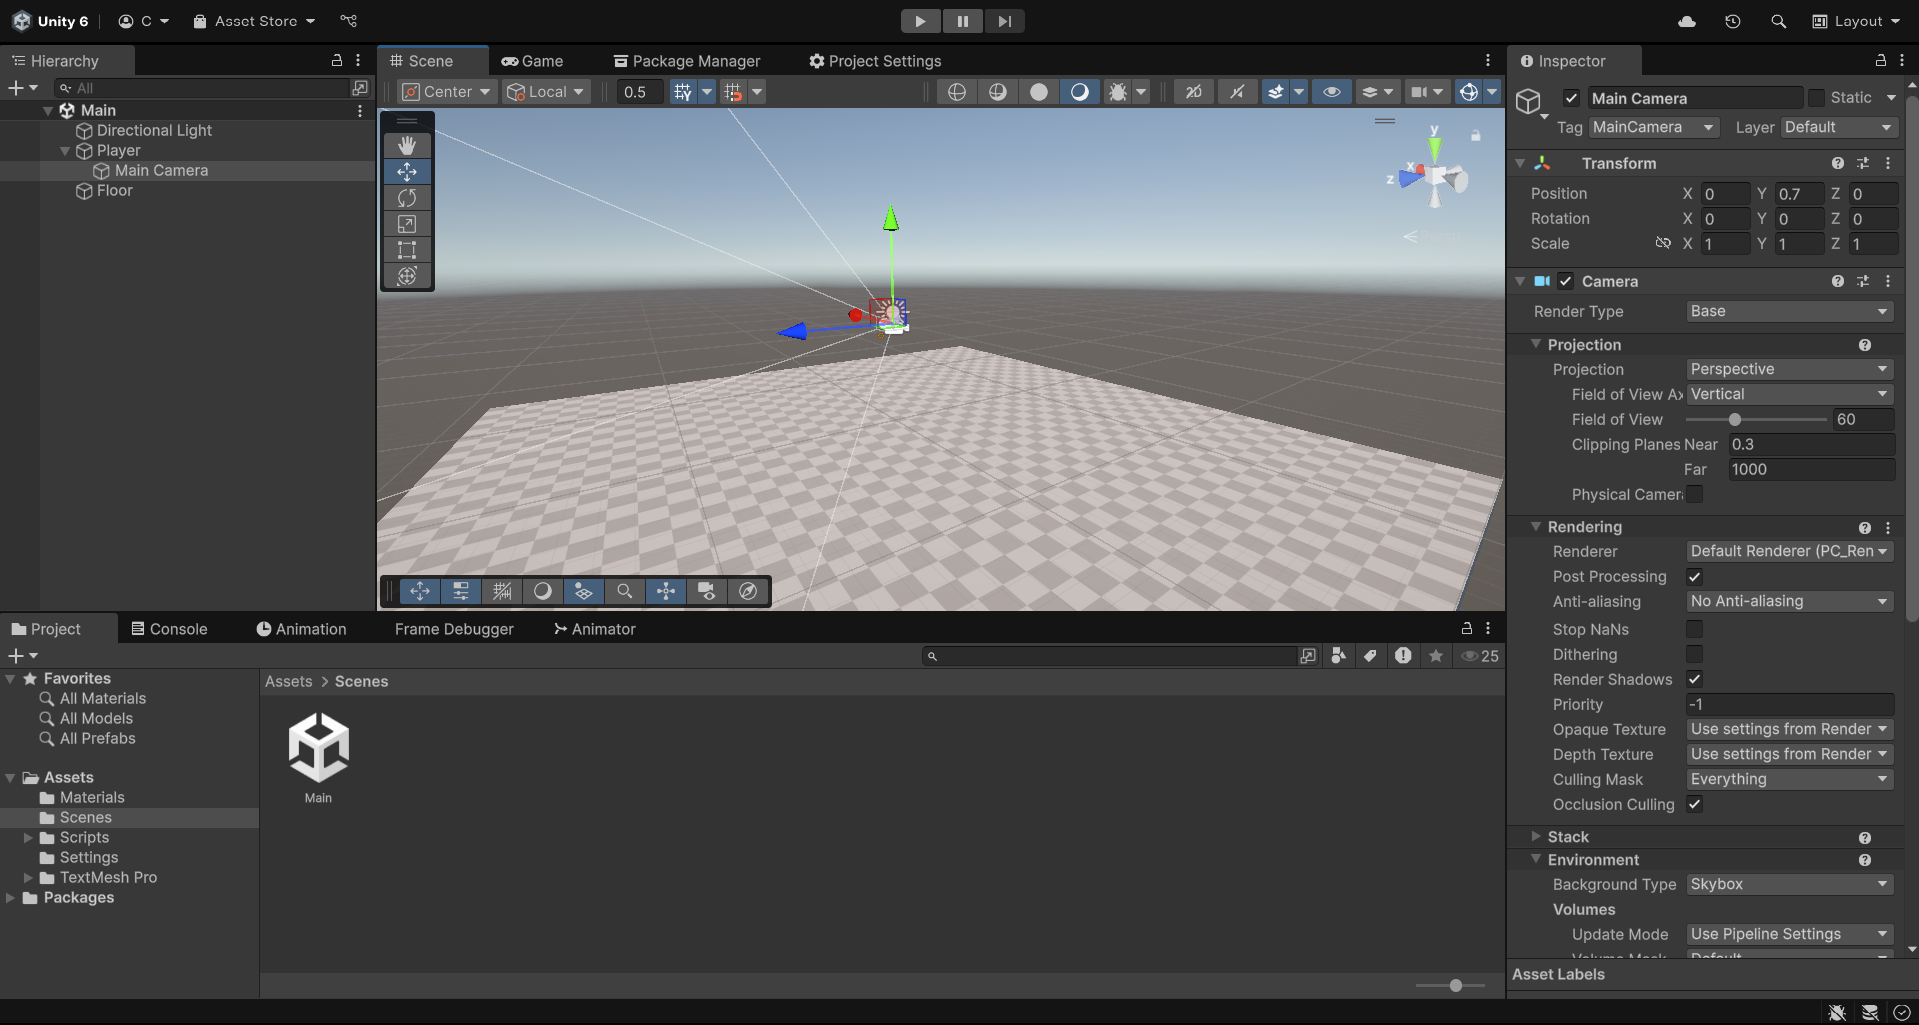 Unity 6
C
Asset Store
Layout
Hierarchy
Scene
Game
Package Manager
Project Settings
Inspector
All
Center
Local
0.5
2D
Main Camera
Static
Main
Directional Light
Player
Main Camera
Floor
y
x
z
Tag
MainCamera
Layer
Default
Transform
Position X 0 Y 0.7 Z 0
Rotation X 0 Y 0 Z 0
Scale X 1 Y 1 Z 1
Camera
Render Type
Base
Projection
Projection
Perspective
Field of View Ax
Vertical
Field of View
60
Clipping Planes Near
0.3
Far
1000
Physical Camer
Rendering
Renderer
Default Renderer (PC_Ren
Post Processing
Anti-aliasing
No Anti-aliasing
Stop NaNs
Dithering
Render Shadows
Priority
-1
Opaque Texture
Use settings from Render
Depth Texture
Use settings from Render
Culling Mask
Everything
Occlusion Culling
Stack
Environment
Background Type
Skybox
Volumes
Update Mode
Use Pipeline Settings
Asset Labels
Project
Console
Animation
Frame Debugger
Animator
25
Favorites
All Materials
All Models
All Prefabs
Assets
Materials
Scenes
Scripts
Settings
TextMesh Pro
Packages
Assets > Scenes
Main